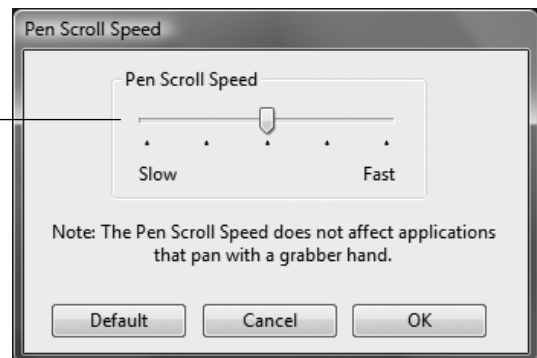 Pen Scroll Speed
Pen Scroll Speed
Slow Fast
Note: The Pen Scroll Speed does not affect applications
that pan with a grabber hand.
Default Cancel OK